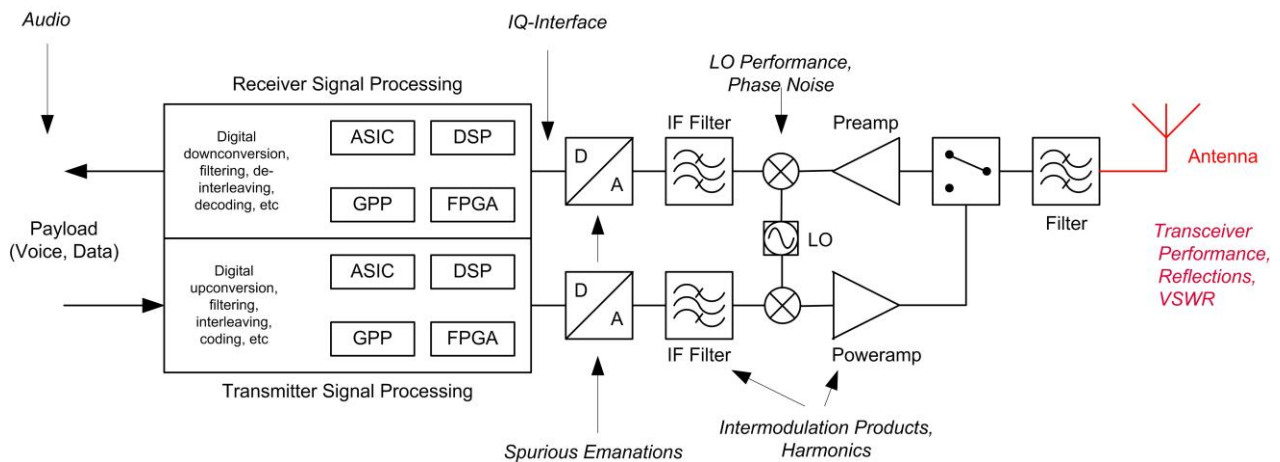 Audio
IQ-Interface
LO Performance,
Phase Noise
Receiver Signal Processing
Digital
downconversion,
filtering, de-
interleaving,
decoding, etc
ASIC
DSP
GPP
FPGA
D
A
IF Filter
Preamp
Antenna
Filter
Payload
(Voice, Data)
LO
Transceiver
Performance,
Reflections,
VSWR
Digital
upconversion,
filtering,
interleaving,
coding, etc
ASIC
DSP
GPP
FPGA
D
A
IF Filter
Poweramp
Transmitter Signal Processing
Spurious Emanations
Intermodulation Products,
Harmonics